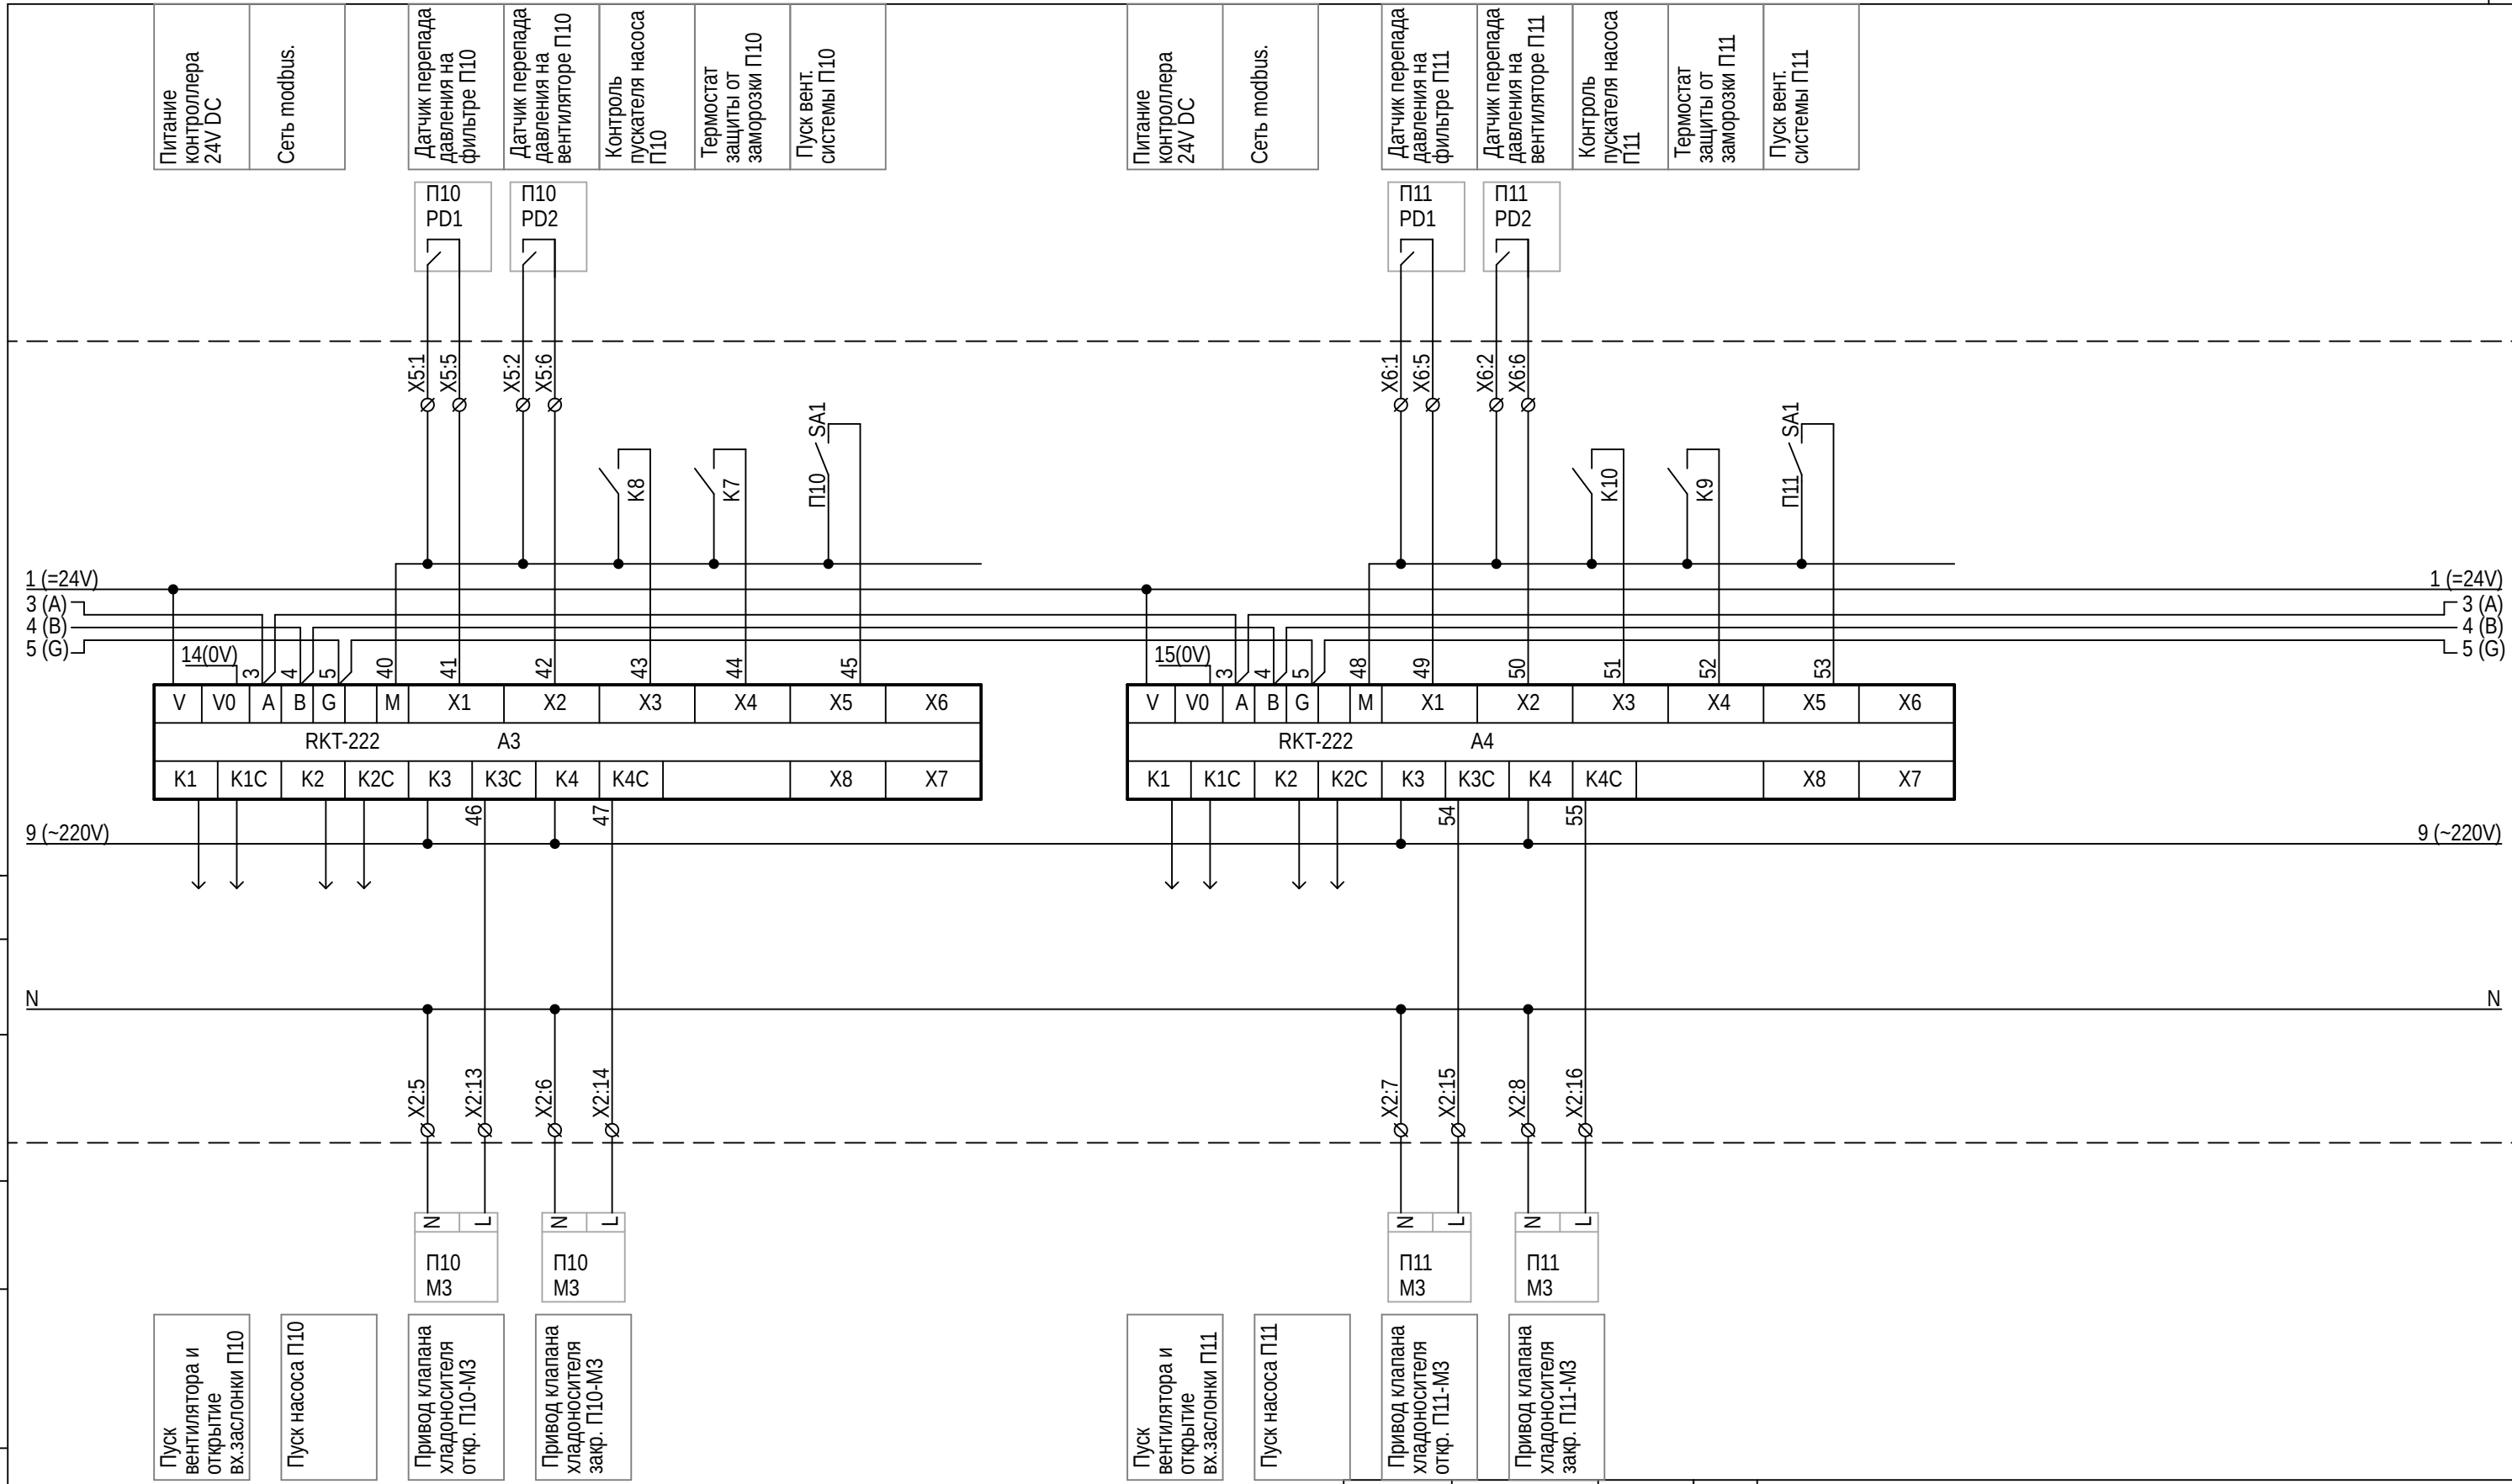 Питание
контроллера
24V DC
Сеть modbus.
Датчик перепада
давления на
фильтре П10
Датчик перепада
давления на
вентиляторе П10
Контроль
пускателя насоса
П10
Термостат
защиты от
заморозки П10
Пуск вент.
системы П10
Питание
контроллера
24V DC
Сеть modbus.
Датчик перепада
давления на
фильтре П11
Датчик перепада
давления на
вентиляторе П11
Контроль
пускателя насоса
П11
Термостат
защиты от
заморозки П11
Пуск вент.
системы П11
П10
PD1
П10
PD2
П11
PD1
П11
PD2
X5:1
X5:5
X5:2
X5:6
X6:1
X6:5
X6:2
X6:6
K8
K7
П10
SA1
K10
K9
П11
SA1
1 (=24V)
3 (A)
4 (B)
5 (G)
1 (=24V)
3 (A)
4 (B)
5 (G)
14(0V)
3
4
5
40
41
42
43
44
45
15(0V)
3
4
5
48
49
50
51
52
53
V V0 A B G M X1 X2 X3 X4 X5 X6
RKT-222 A3
K1 K1C K2 K2C K3 K3C K4 K4C X8 X7
V V0 A B G M X1 X2 X3 X4 X5 X6
RKT-222 A4
K1 K1C K2 K2C K3 K3C K4 K4C X8 X7
46
47
54
55
9 (~220V)
9 (~220V)
N
N
X2:5
X2:13
X2:6
X2:14
X2:7
X2:15
X2:8
X2:16
N
L
N
L
N
L
N
L
П10
M3
П10
M3
П11
M3
П11
M3
Пуск
вентилятора и
открытие
вх.заслонки П10
Пуск насоса П10
Привод клапана
хладоносителя
откр. П10-М3
Привод клапана
хладоносителя
закр. П10-М3
Пуск
вентилятора и
открытие
вх.заслонки П11
Пуск насоса П11
Привод клапана
хладоносителя
откр. П11-М3
Привод клапана
хладоносителя
закр. П11-М3